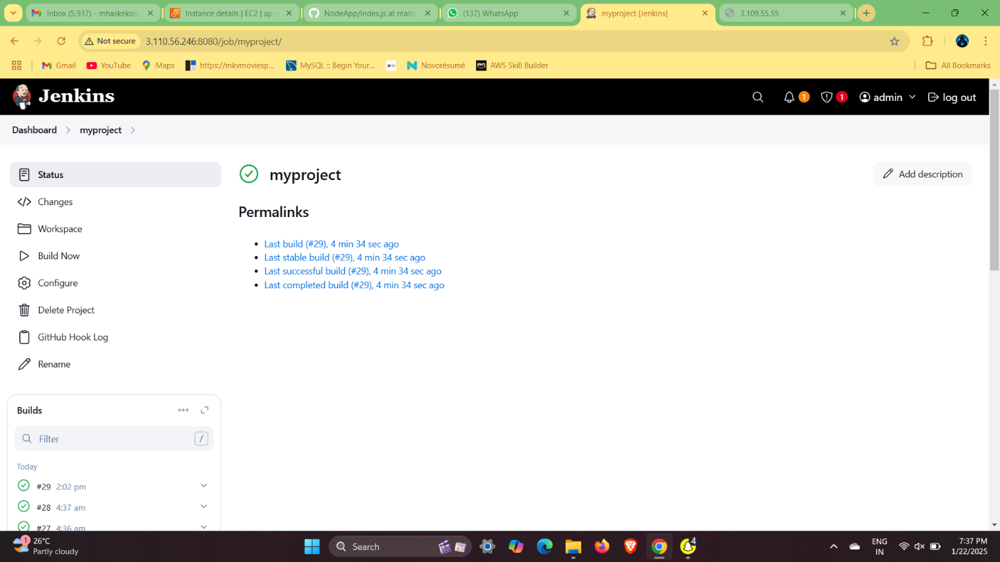 Inbox (5,937) - mhaskekalp
Instance details | EC2 | ap-s
NodeApp/index.js at maste
(137) WhatsApp
myproject [Jenkins]
3.109.55.55
Not secure
3.110.56.246:8080/job/myproject/
Gmail
YouTube
Maps
https://mkvmoviesp...
MySQL :: Begin Your...
Novorésumé
AWS Skill Builder
All Bookmarks
Jenkins
1
1
admin
log out
Dashboard
myproject
Status
Changes
Workspace
Build Now
Configure
Delete Project
GitHub Hook Log
Rename
myproject
Add description
Permalinks
Last build (#29), 4 min 34 sec ago
Last stable build (#29), 4 min 34 sec ago
Last successful build (#29), 4 min 34 sec ago
Last completed build (#29), 4 min 34 sec ago
Builds
Filter
/
Today
#29 2:02 pm
#28 4:37 am
#27 4:36 am
1
26°C
Partly cloudy
Search
4
ENG
IN
7:37 PM
1/22/2025